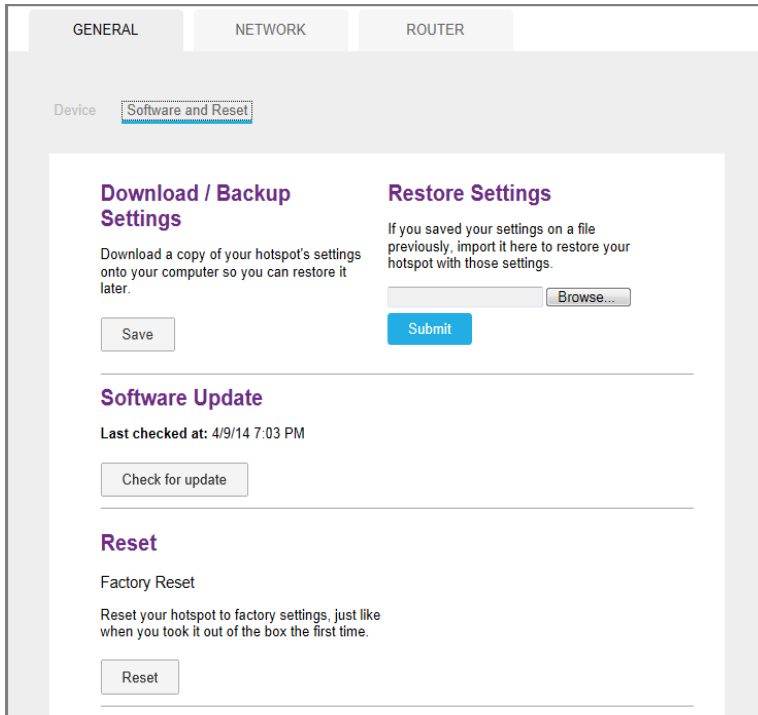 GENERAL
NETWORK
ROUTER
Device
Software and Reset
Download / Backup
Settings
Download a copy of your hotspot's settings
onto your computer so you can restore it
later.
Save
Restore Settings
If you saved your settings on a file
previously, import it here to restore your
hotspot with those settings.
Browse...
Submit
Software Update
Last checked at: 4/9/14 7:03 PM
Check for update
Reset
Factory Reset
Reset your hotspot to factory settings, just like
when you took it out of the box the first time.
Reset